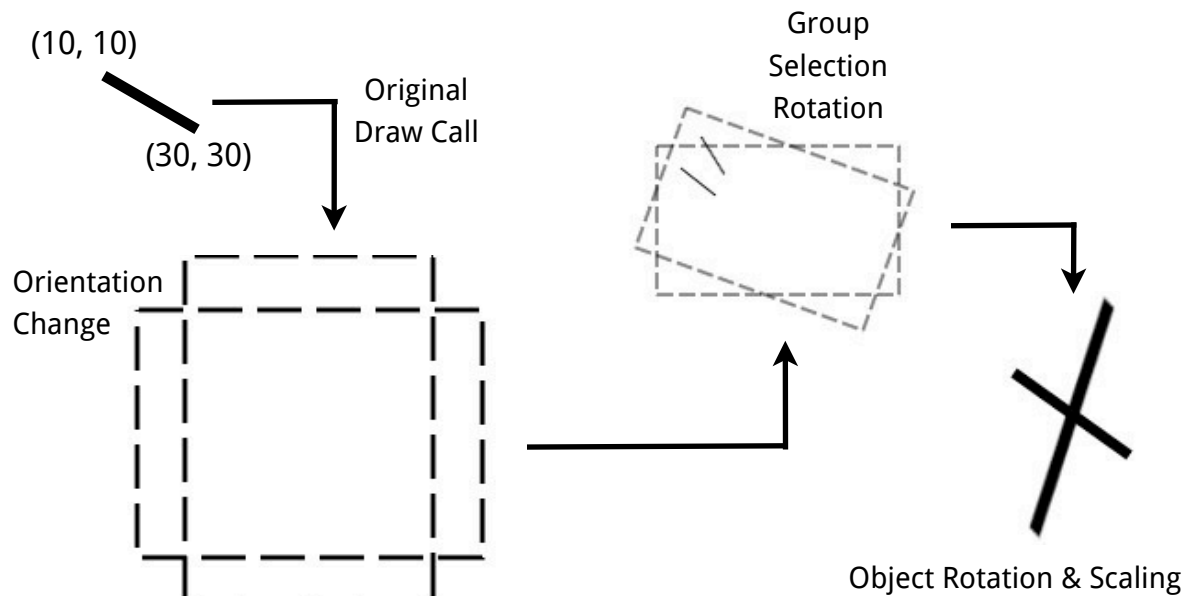 (10, 10)
(30, 30)
Original
Draw Call
Orientation
Change
Group
Selection
Rotation
Object Rotation & Scaling